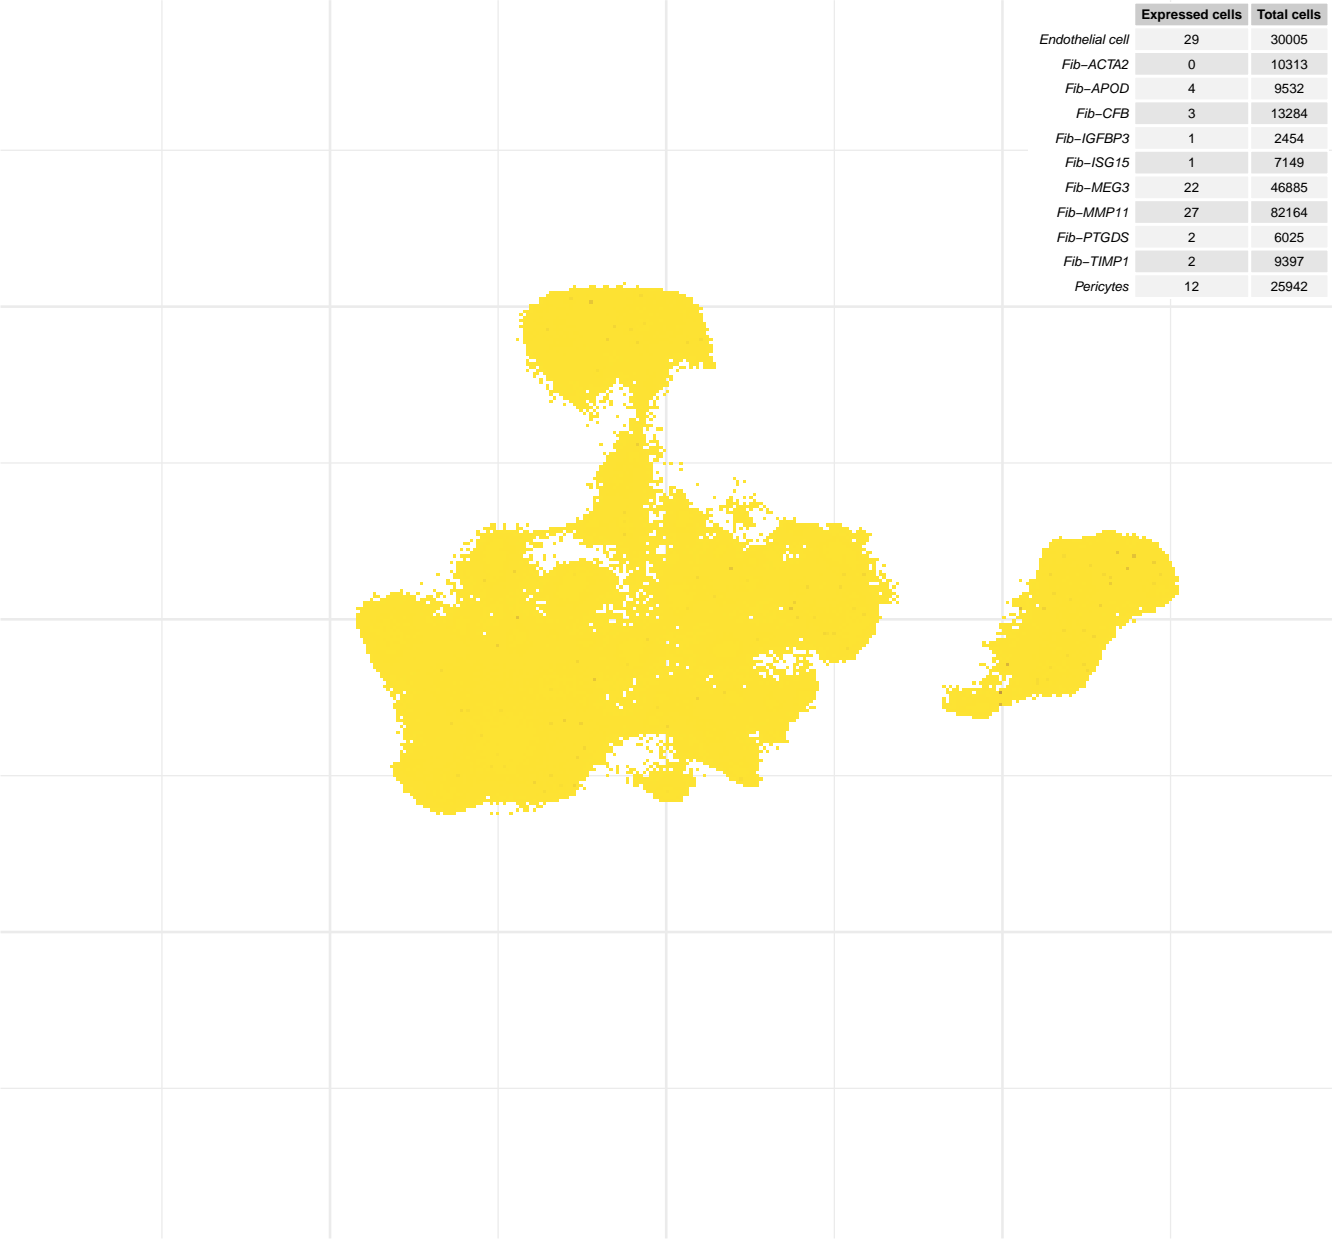 Expressed cells Total cells
Endothelial cell 29 30005
Fib−ACTA2 0 10313
Fib−APOD 4 9532
Fib−CFB 3 13284
Fib−IGFBP3 1 2454
Fib−ISG15 1 7149
Fib−MEG3 22 46885
Fib−MMP11 27 82164
Fib−PTGDS 2 6025
Fib−TIMP1 2 9397
Pericytes 12 25942